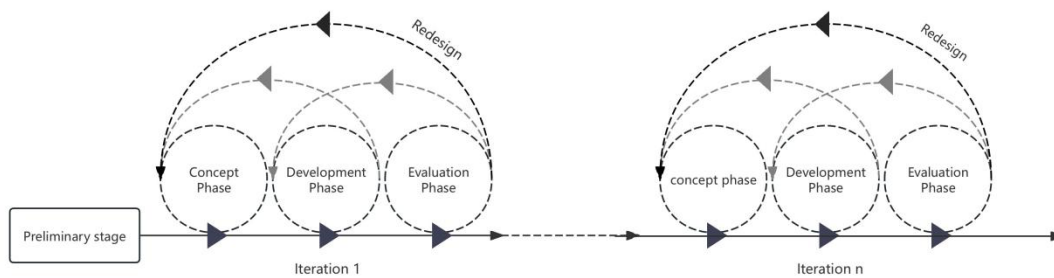 Redesign
Concept
Phase
Development
Phase
Evaluation
Phase
Preliminary stage
Iteration 1
Redesign
concept phase
Development
Phase
Evaluation
Phase
Iteration n